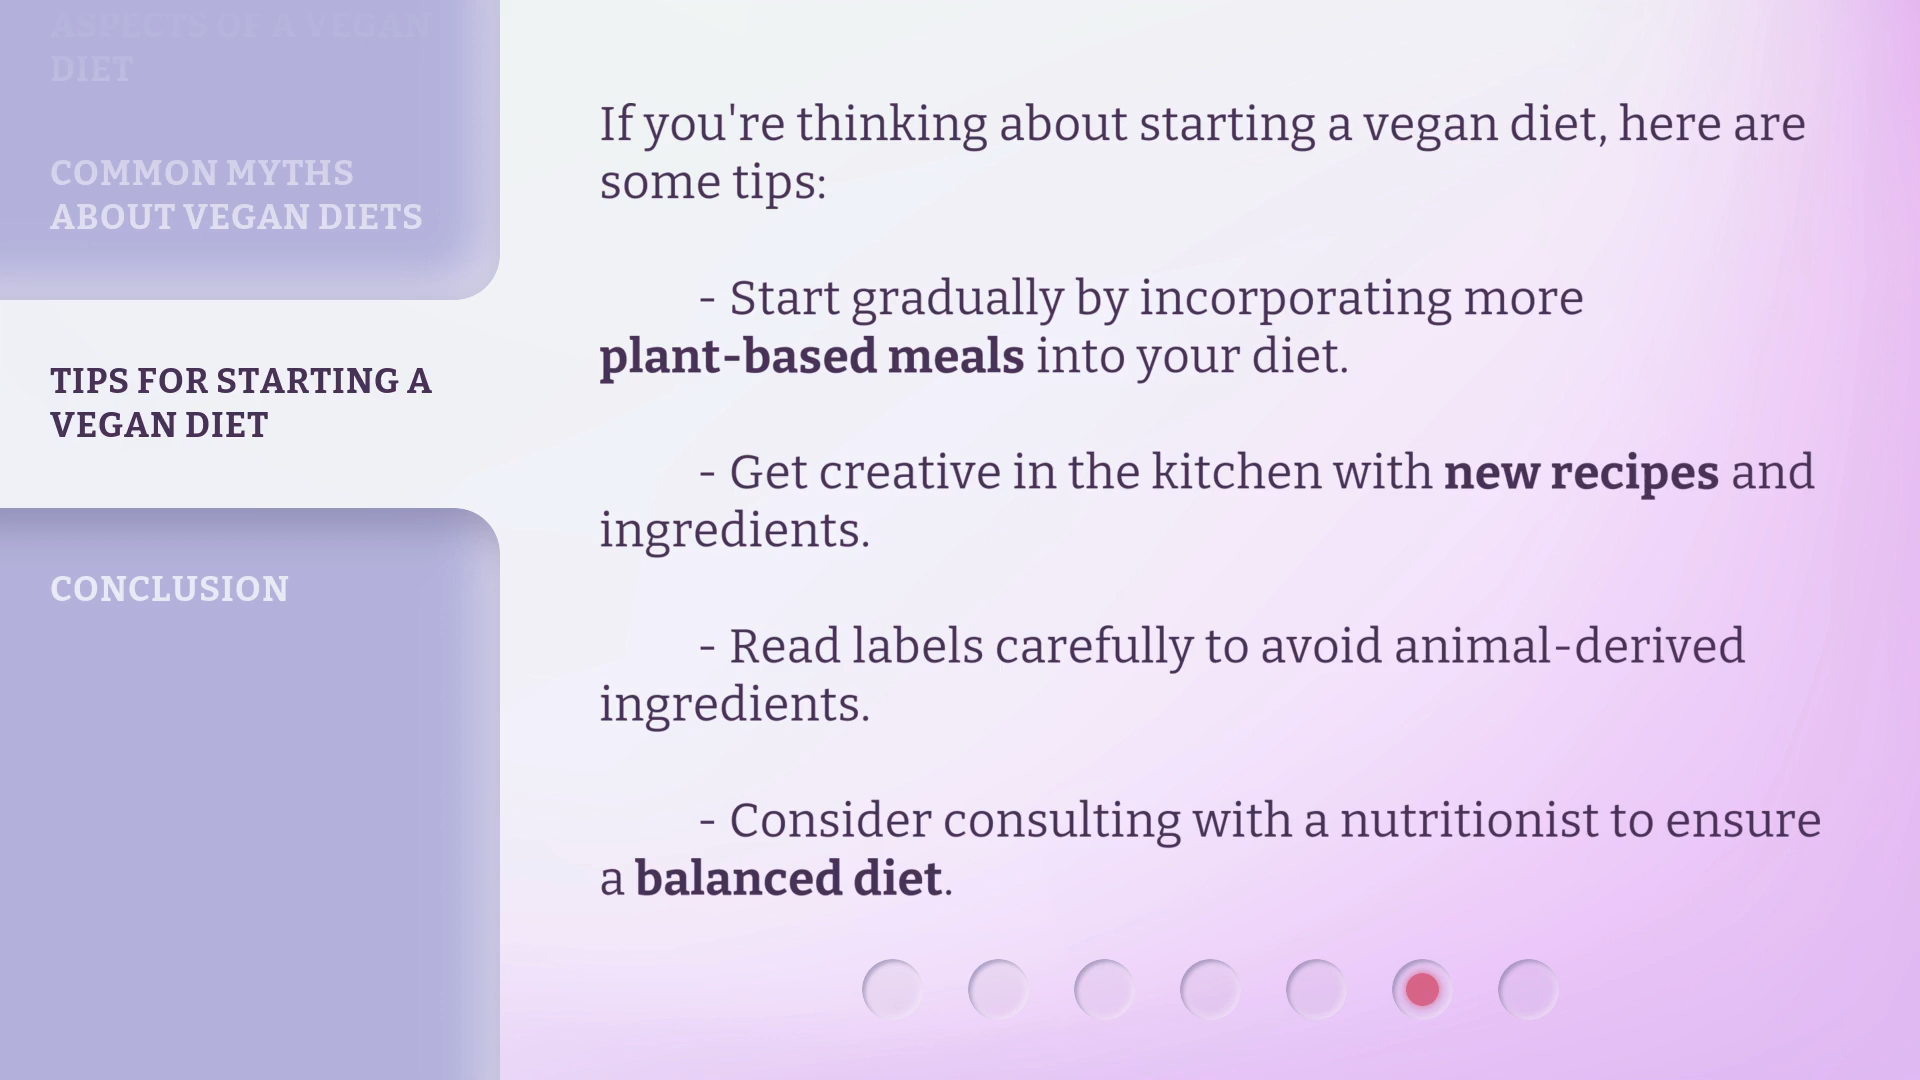 ASPECTS OF A VEGAN
DIET
COMMON MYTHS
ABOUT VEGAN DIETS
TIPS FOR STARTING A
VEGAN DIET
CONCLUSION
If you're thinking about starting a vegan diet, here are
some tips:
- Start gradually by incorporating more
plant-based meals into your diet.
- Get creative in the kitchen with new recipes and
ingredients.
- Read labels carefully to avoid animal-derived
ingredients.
- Consider consulting with a nutritionist to ensure
a balanced diet.